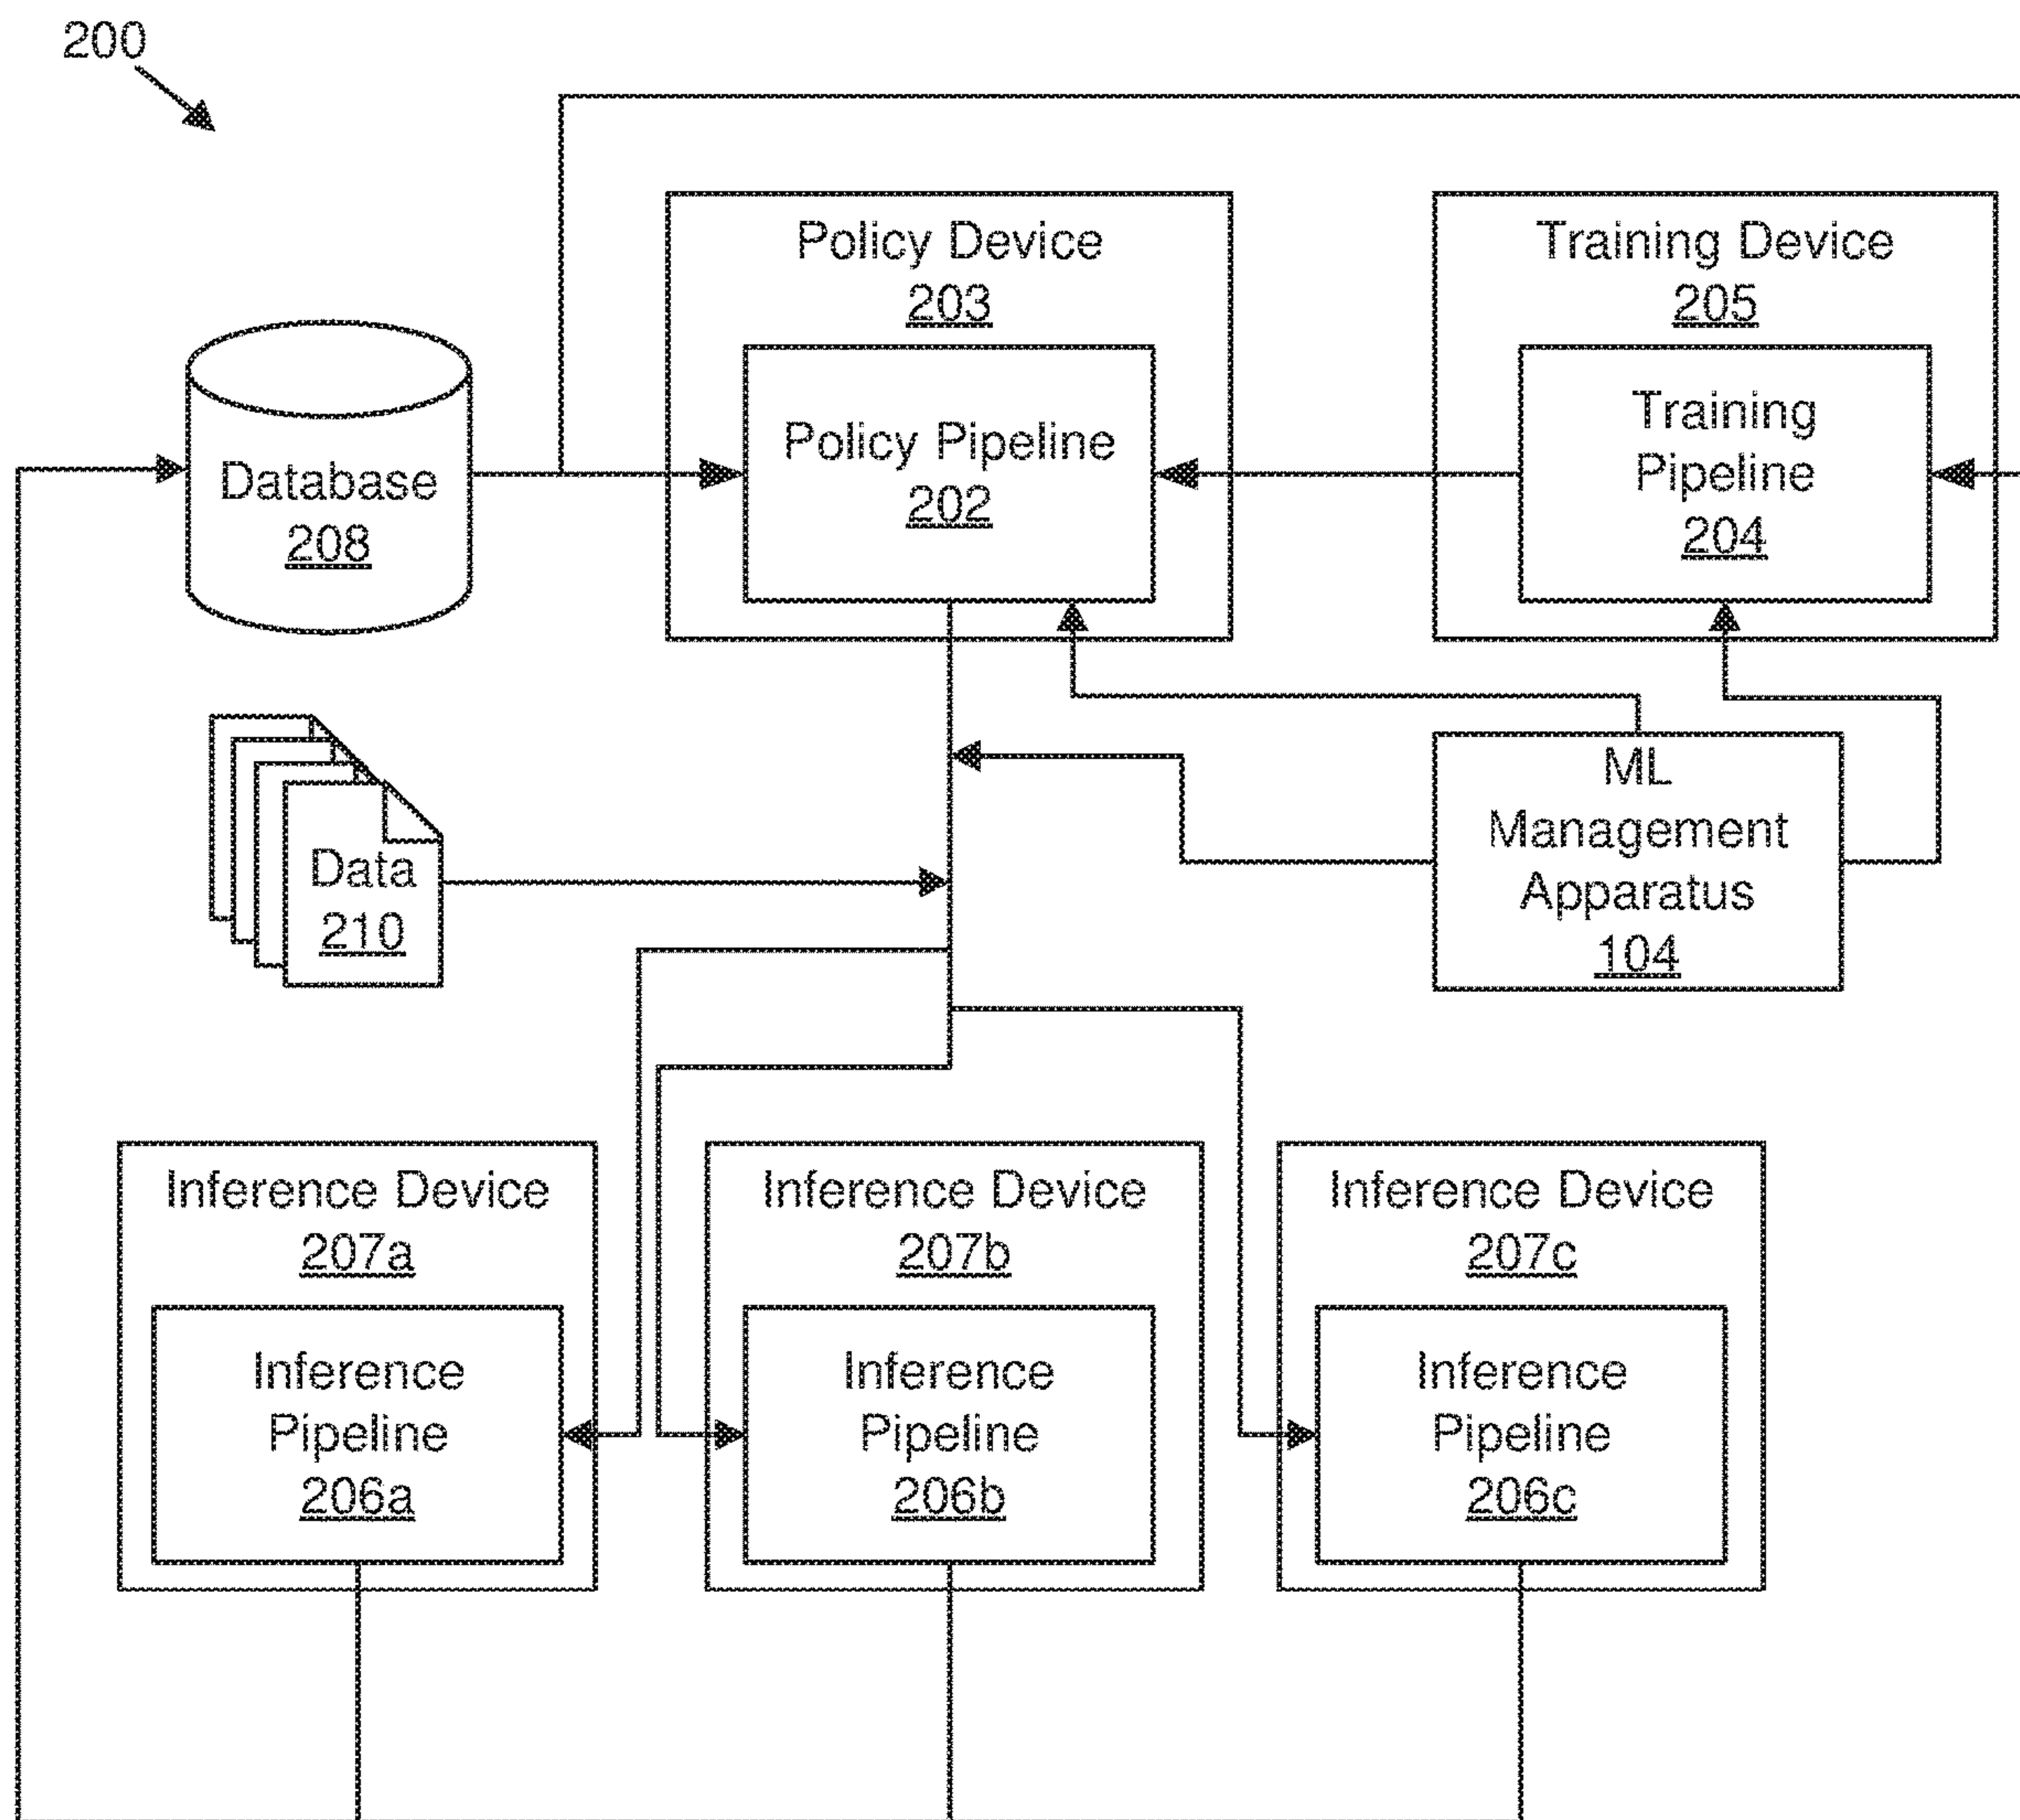 200
Policy Device
203
Policy Pipeline
202
Training Device
205
Training
Pipeline
204
Database
208
Data
210
ML
Management
Apparatus
104
Inference Device
207a
Inference
Pipeline
206a
Inference Device
207b
Inference
Pipeline
206b
Inference Device
207c
Inference
Pipeline
206c